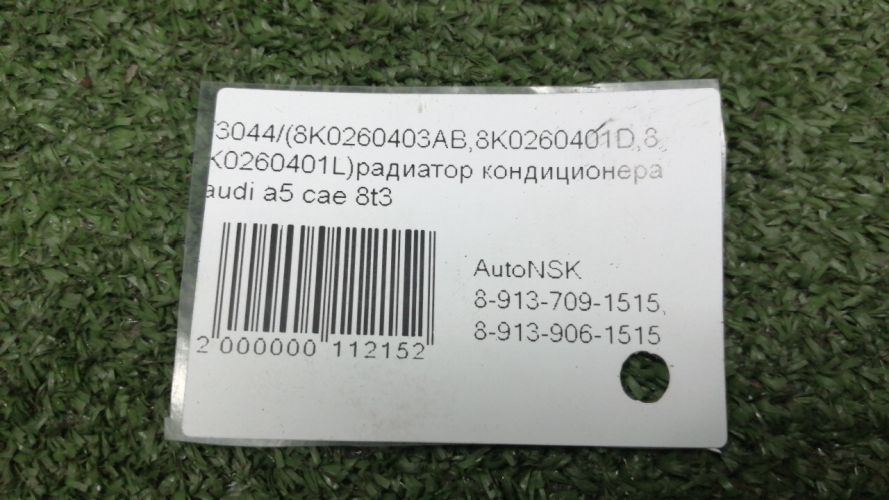 3044/(8K0260403AB,8K0260401D,8
K0260401L)радиатор кондиционера
audi a5 cae 8t3
AutoNSK
8-913-709-1515,
8-913-906-1515
2 000000 112152